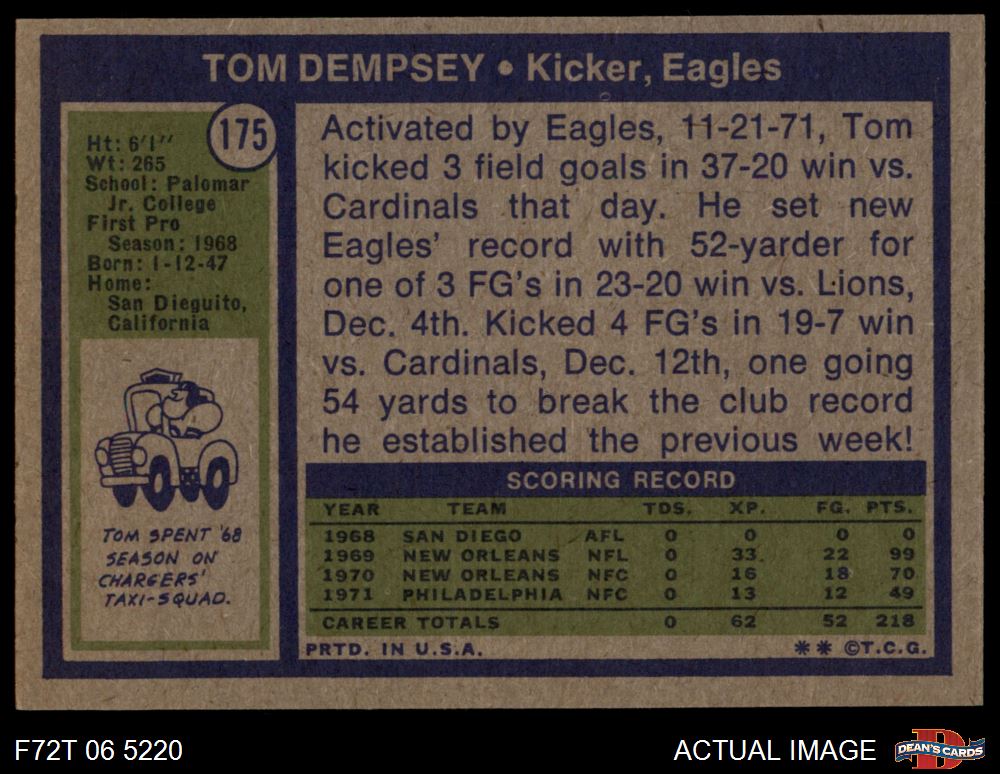 TOM DEMPSEY • Kicker, Eagles
175
Ht: 6'1"
Wt: 265
School: Palomar
Jr. College
First Pro
Season: 1968
Born: 1-12-47
Home:
San Dieguito,
California
TOM SPENT '68
SEASON ON
CHARGERS'
TAXI-SQUAD.
Activated by Eagles, 11-21-71, Tom
kicked 3 field goals in 37-20 win vs.
Cardinals that day. He set new
Eagles' record with 52-yarder for
one of 3 FG's in 23-20 win vs. Lions,
Dec. 4th. Kicked 4 FG's in 19-7 win
vs. Cardinals, Dec. 12th, one going
54 yards to break the club record
he established the previous week!
SCORING RECORD
YEAR TEAM TDS. XP. FG. PTS.
1968 SAN DIEGO AFL 0 0 0 0
1969 NEW ORLEANS NFL 0 33 22 99
1970 NEW ORLEANS NFC 0 16 18 70
1971 PHILADELPHIA NFC 0 13 12 49
CAREER TOTALS 0 62 52 218
PRTD. IN U.S.A. ** ©T.C.G.
F72T 06 5220 ACTUAL IMAGE
D
DEAN'S CARDS